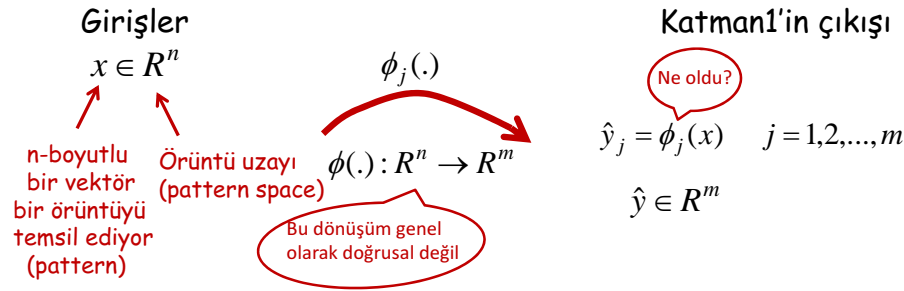 Girişler
x ∈ R^n
n-boyutlu
bir vektör
bir örüntüyü
temsil ediyor
(pattern)
Örüntü uzayı
(pattern space)
ϕ_j(.)
ϕ(.) : R^n → R^m
Bu dönüşüm genel
olarak doğrusal değil
Katman1'in çıkışı
Ne oldu?
ŷ_j = ϕ_j(x) j = 1,2,...,m
ŷ ∈ R^m